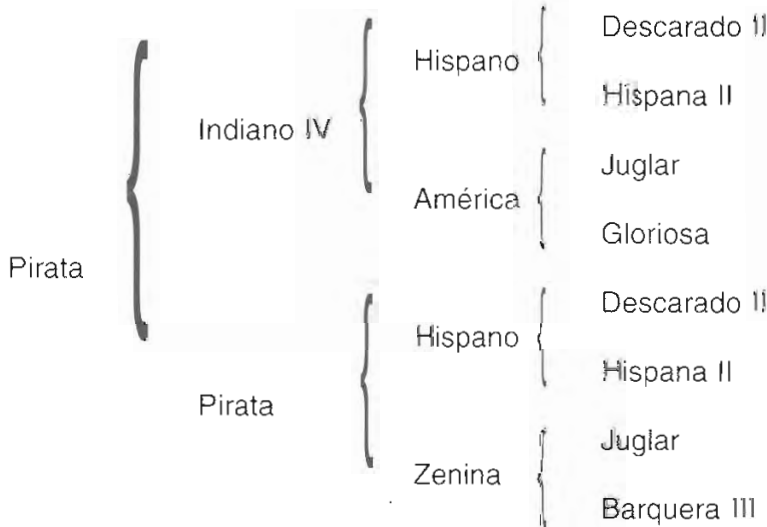 Descarado II
Hispano
Hispana II
Indiano IV
Juglar
América
Gloriosa
Pirata
Descarado II
Hispano
Hispana II
Pirata
Juglar
Zenina
Barquera III